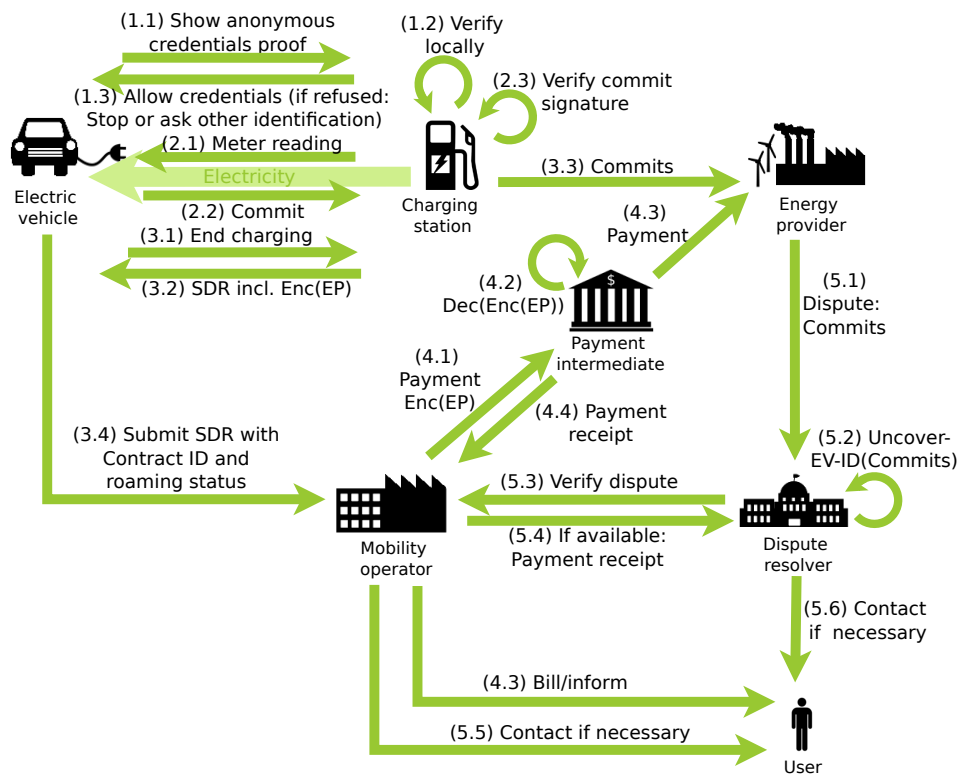 (1.1) Show anonymous
credentials proof
(1.2) Verify
locally
(2.3) Verify commit
signature
(1.3) Allow credentials (if refused:
Stop or ask other identification)
(2.1) Meter reading
Electricity
(2.2) Commit
(3.1) End charging
(3.2) SDR incl. Enc(EP)
Electric
vehicle
Charging
station
(3.3) Commits
Energy
provider
(4.3)
Payment
(4.2)
Dec(Enc(EP))
$
Payment
intermediate
(5.1)
Dispute:
Commits
(4.1)
Payment
Enc(EP)
(4.4) Payment
receipt
(3.4) Submit SDR with
Contract ID and
roaming status
(5.2) Uncover-
EV-ID(Commits)
(5.3) Verify dispute
(5.4) If available:
Payment receipt
Mobility
operator
Dispute
resolver
(5.6) Contact
if necessary
(4.3) Bill/inform
(5.5) Contact if necessary
User